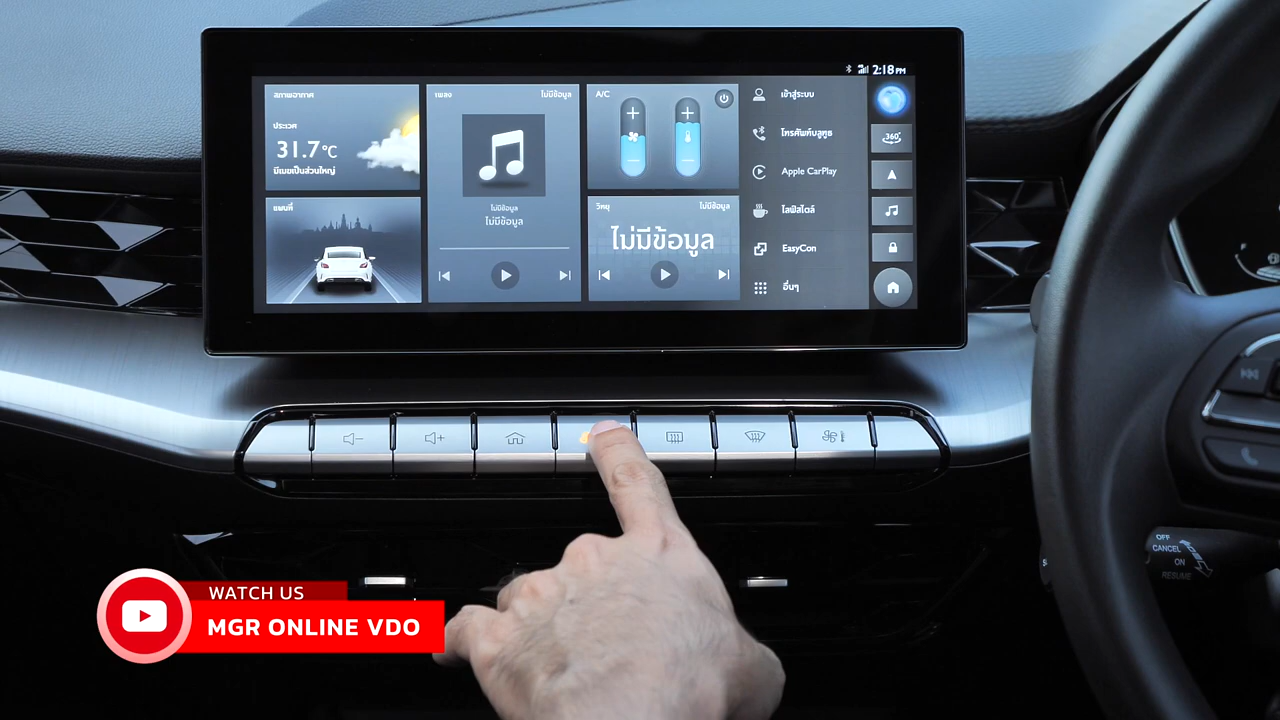 2:18 PM
สภาพอากาศ
ประเวศ
31.7°C
มีเมฆเป็นส่วนใหญ่
แผนที่
เพลง
ไม่มีข้อมูล
ไม่มีข้อมูล
ไม่มีข้อมูล
A/C
วิทยุ
ไม่มีข้อมูล
ไม่มีข้อมูล
เข้าสู่ระบบ
โทรศัพท์บลูทูธ
Apple CarPlay
ไลฟ์สไตล์
EasyCon
อื่นๆ
360°
OFF
CANCEL
ON
RESUME
WATCH US
MGR ONLINE VDO